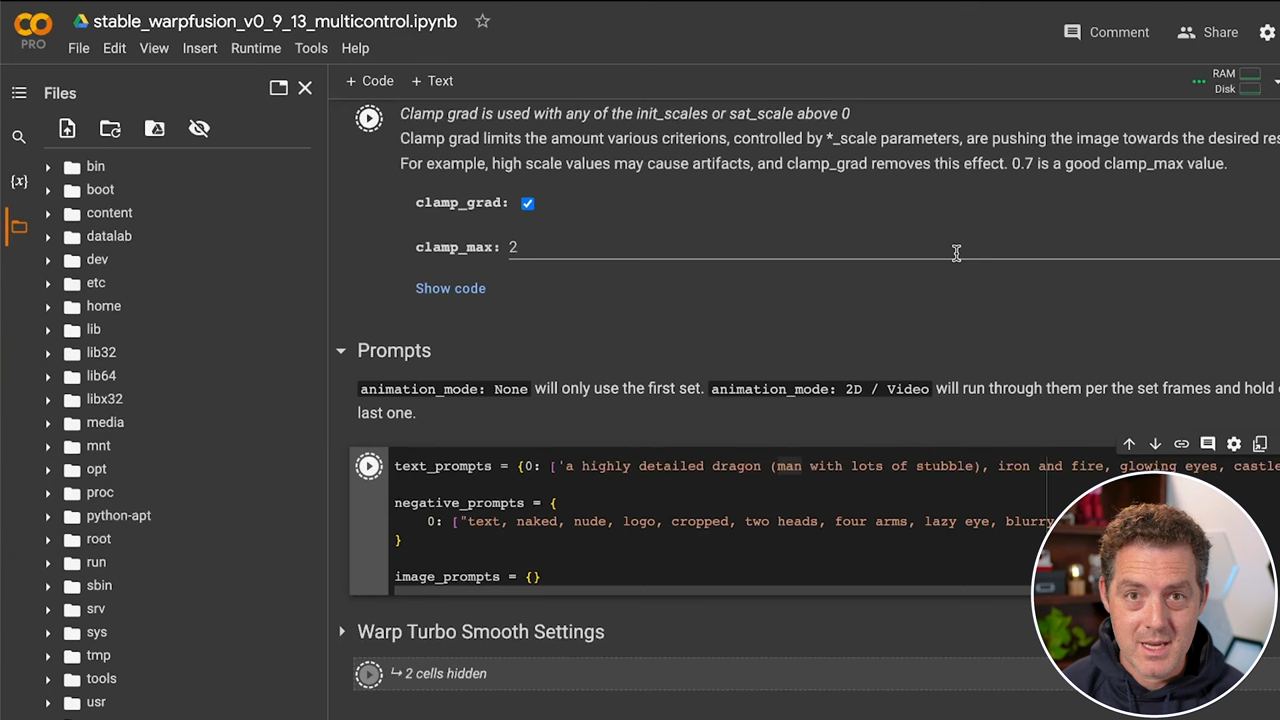 stable_warpfusion_v0_9_13_multicontrol.ipynb
PRO
File Edit View Insert Runtime Tools Help
Comment
Share
Files
+ Code + Text
RAM
Disk
bin
boot
content
datalab
dev
etc
home
lib
lib32
lib64
libx32
media
mnt
opt
proc
python-apt
root
run
sbin
srv
sys
tmp
tools
usr
{x}
Clamp grad is used with any of the init_scales or sat_scale above 0
Clamp grad limits the amount various criterions, controlled by *_scale parameters, are pushing the image towards the desired res
For example, high scale values may cause artifacts, and clamp_grad removes this effect. 0.7 is a good clamp_max value.
clamp_grad:
clamp_max: 2
Show code
Prompts
animation_mode: None will only use the first set. animation_mode: 2D / Video will run through them per the set frames and hold
last one.
text_prompts = {0: ['a highly detailed dragon (man with lots of stubble), iron and fire, glowing eyes, castle
negative_prompts = {
0: ["text, naked, nude, logo, cropped, two heads, four arms, lazy eye, blurry
}
image_prompts = {}
Warp Turbo Smooth Settings
2 cells hidden